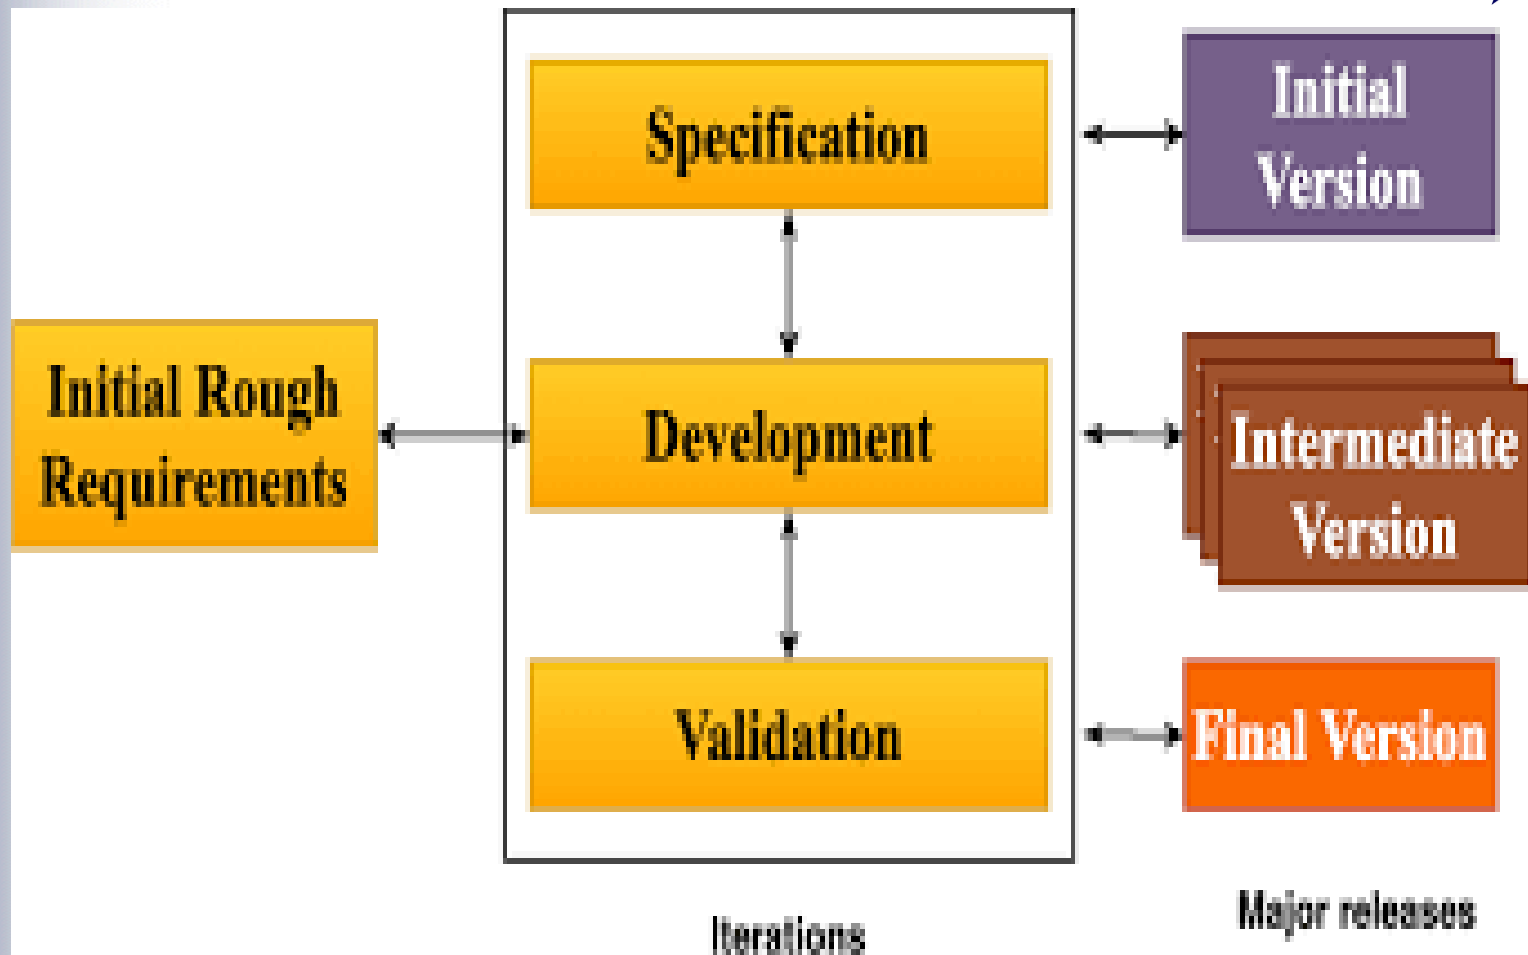 Specification
Initial
Version
Initial Rough
Requirements
Development
Intermediate
Version
Validation
Final Version
Iterations
Major releases